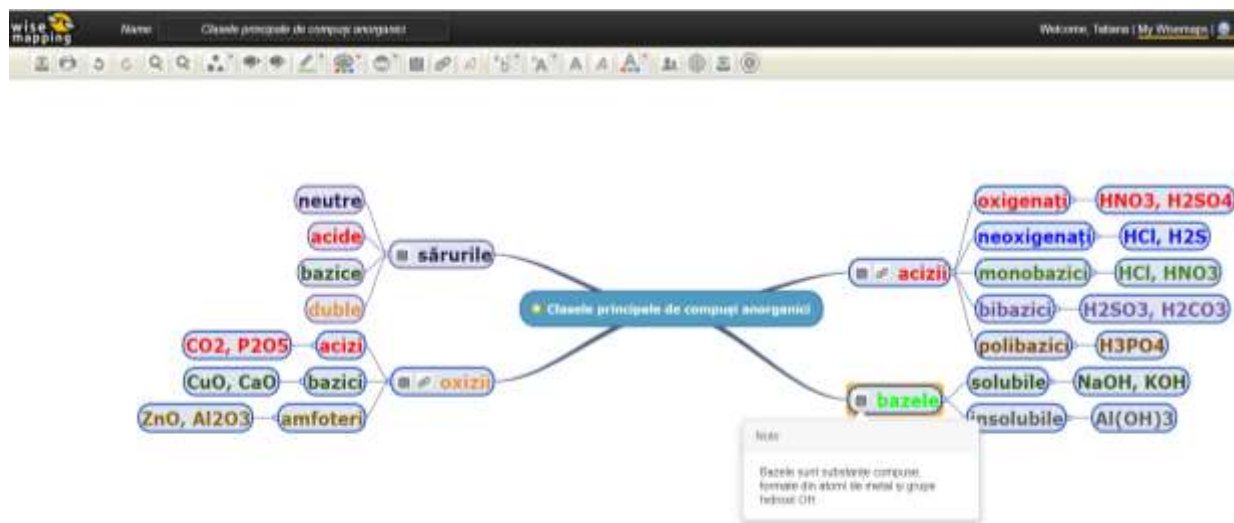 wise
mapping
Name
Clasele principale de compuși anorganici
Welcome, Tatiana | My Wisemaps |
neutre
acide
bazice
duble
sărurile
CO2, P2O5
acizi
CuO, CaO
bazici
ZnO, Al2O3
amfoteri
oxizii
Clasele principale de compuși anorganici
acizii
oxigenați
HNO3, H2SO4
neoxigenați
HCl, H2S
monobazici
HCl, HNO3
bibazici
H2SO3, H2CO3
polibazici
H3PO4
bazele
solubile
NaOH, KOH
insolubile
Al(OH)3
Note
Bazele sunt substanțe compuse,
formate din atomi de metal și grupe
hidroxil OH